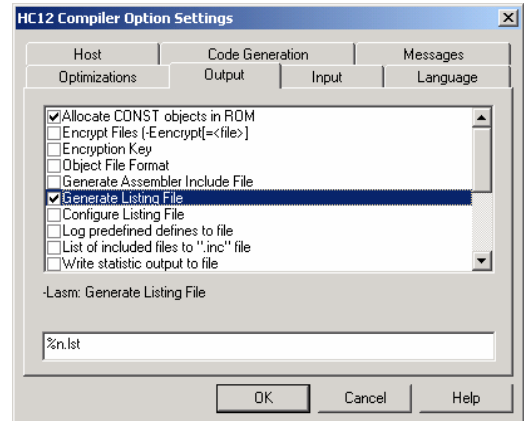 HC12 Compiler Option Settings
Host Code Generation Messages
Optimizations Output Input Language
Allocate CONST objects in ROM
Encrypt Files (-Eencrypt[=<file>]
Encryption Key
Object File Format
Generate Assembler Include File
Generate Listing File
Configure Listing File
Log predefined defines to file
List of included files to ".inc" file
Write statistic output to file
-Lasm: Generate Listing File
%n.lst
OK Cancel Help